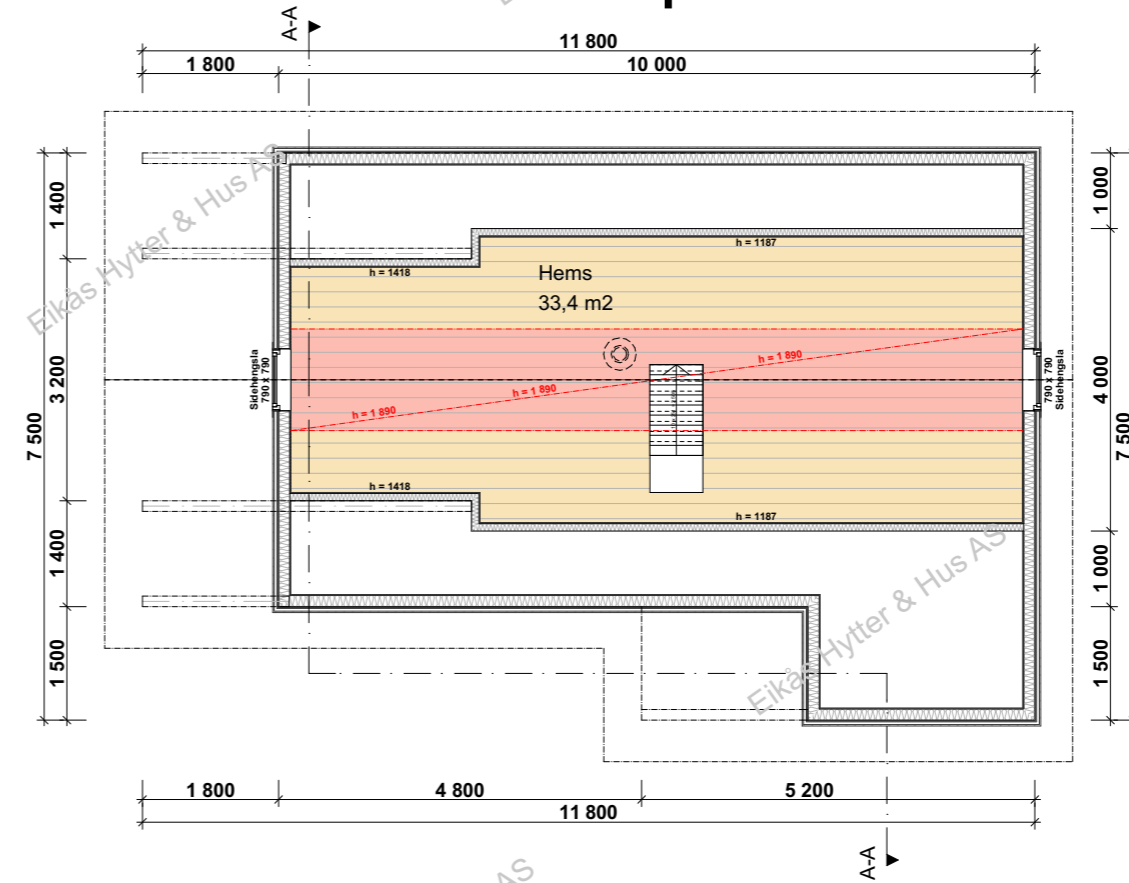 A-A
11 800
1 800
10 000
Eikås Hytter & Hus AS
1 400
3 200
1 400
1 500
7 500
1 000
4 000
1 000
1 500
7 500
h = 1187
h = 1418
Hems
33,4 m2
h = 1 890
h = 1 890
h = 1 890
Sidehengsla
790 x 790
790 x 790
Sidehengsla
h = 1418
h = 1187
Eikås Hytter & Hus AS
1 800
4 800
5 200
11 800
A-A
AS